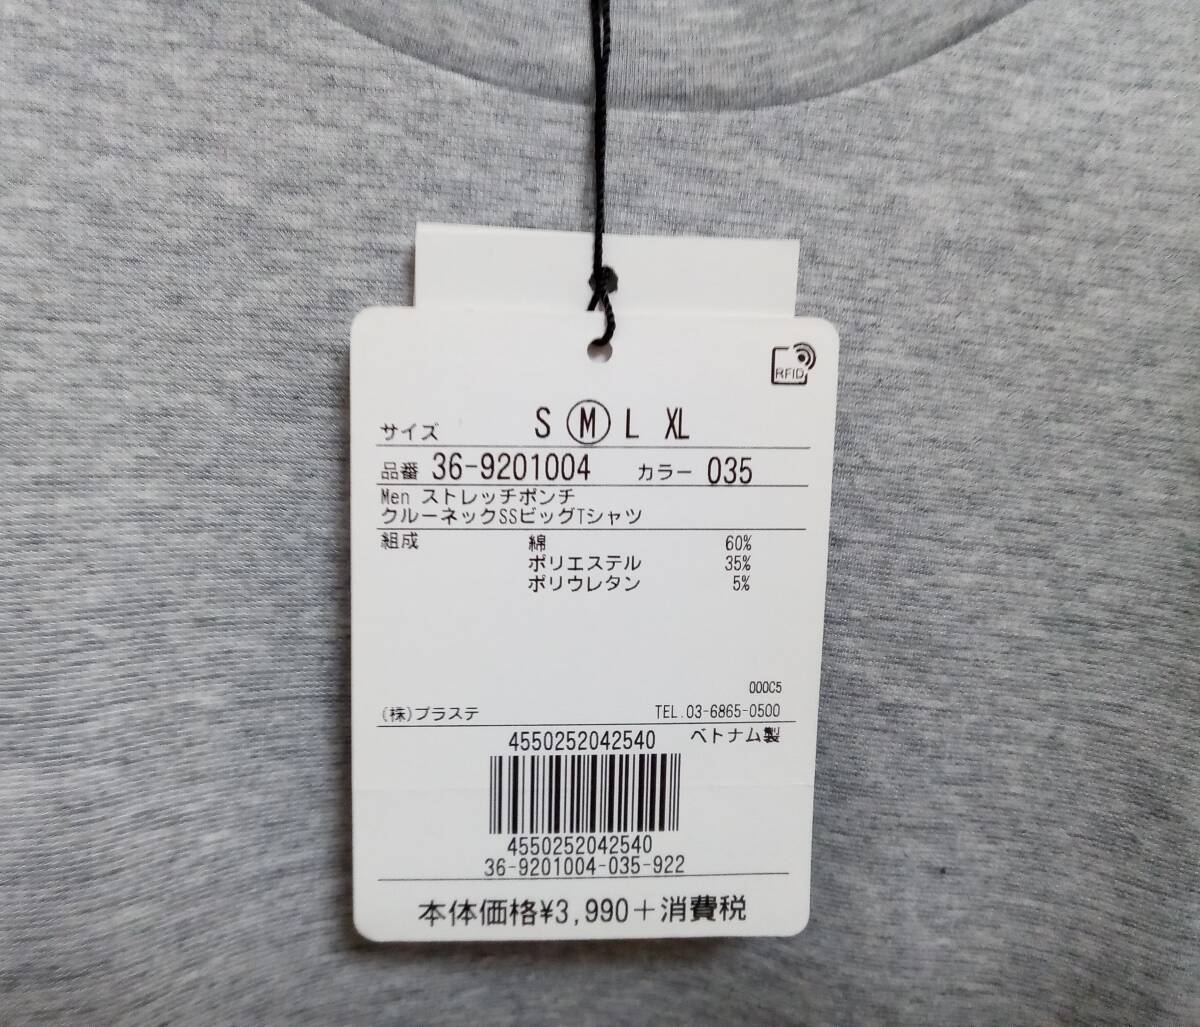 RFID
サイズ S M L XL
品番 36-9201004 カラー 035
Men ストレッチポンチ
クルーネックSSビッグTシャツ
組成 綿 60%
ポリエステル 35%
ポリウレタン 5%
000C5
(株)プラステ TEL.03-6865-0500
4550252042540 ベトナム製
4550252042540
36-9201004-035-922
本体価格¥3,990+消費税